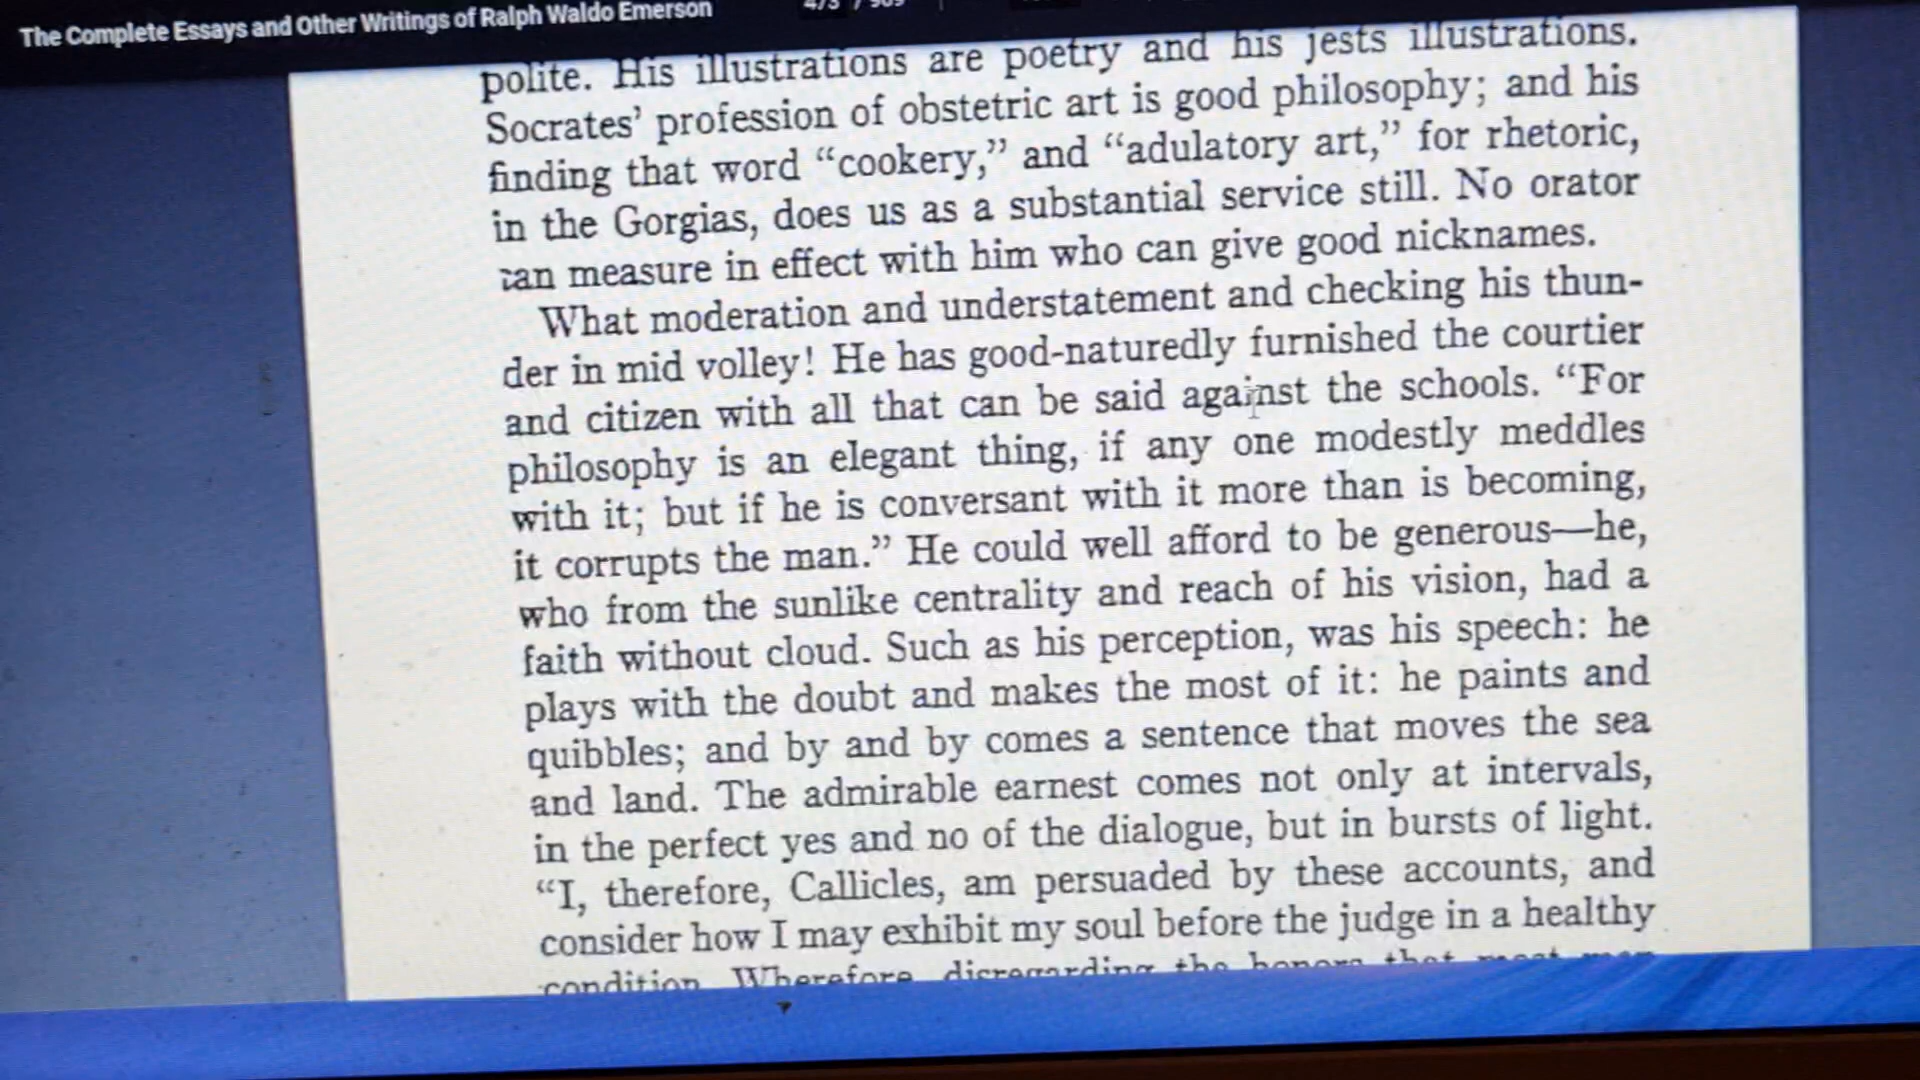 The Complete Essays and Other Writings of Ralph Waldo Emerson
polite. His illustrations are poetry and his jests illustrations.
Socrates’ profession of obstetric art is good philosophy; and his
finding that word “cookery,” and “adulatory art,” for rhetoric,
in the Gorgias, does us as a substantial service still. No orator
can measure in effect with him who can give good nicknames.
What moderation and understatement and checking his thun-
der in mid volley! He has good-naturedly furnished the courtier
and citizen with all that can be said against the schools. “For
philosophy is an elegant thing, if any one modestly meddles
with it; but if he is conversant with it more than is becoming,
it corrupts the man.” He could well afford to be generous—he,
who from the sunlike centrality and reach of his vision, had a
faith without cloud. Such as his perception, was his speech: he
plays with the doubt and makes the most of it: he paints and
quibbles; and by and by comes a sentence that moves the sea
and land. The admirable earnest comes not only at intervals,
in the perfect yes and no of the dialogue, but in bursts of light.
“I, therefore, Callicles, am persuaded by these accounts, and
consider how I may exhibit my soul before the judge in a healthy
condition. Wherefore, disregarding the honors that most men